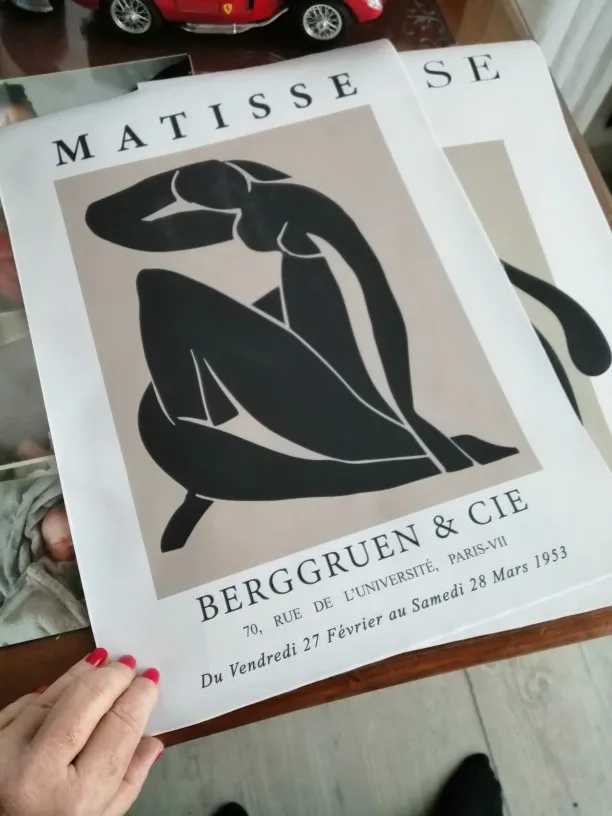 MATISSE
SE
BERGGRUEN & CIE
70, RUE DE L'UNIVERSITÉ, PARIS-VII
Du Vendredi 27 Février au Samedi 28 Mars 1953